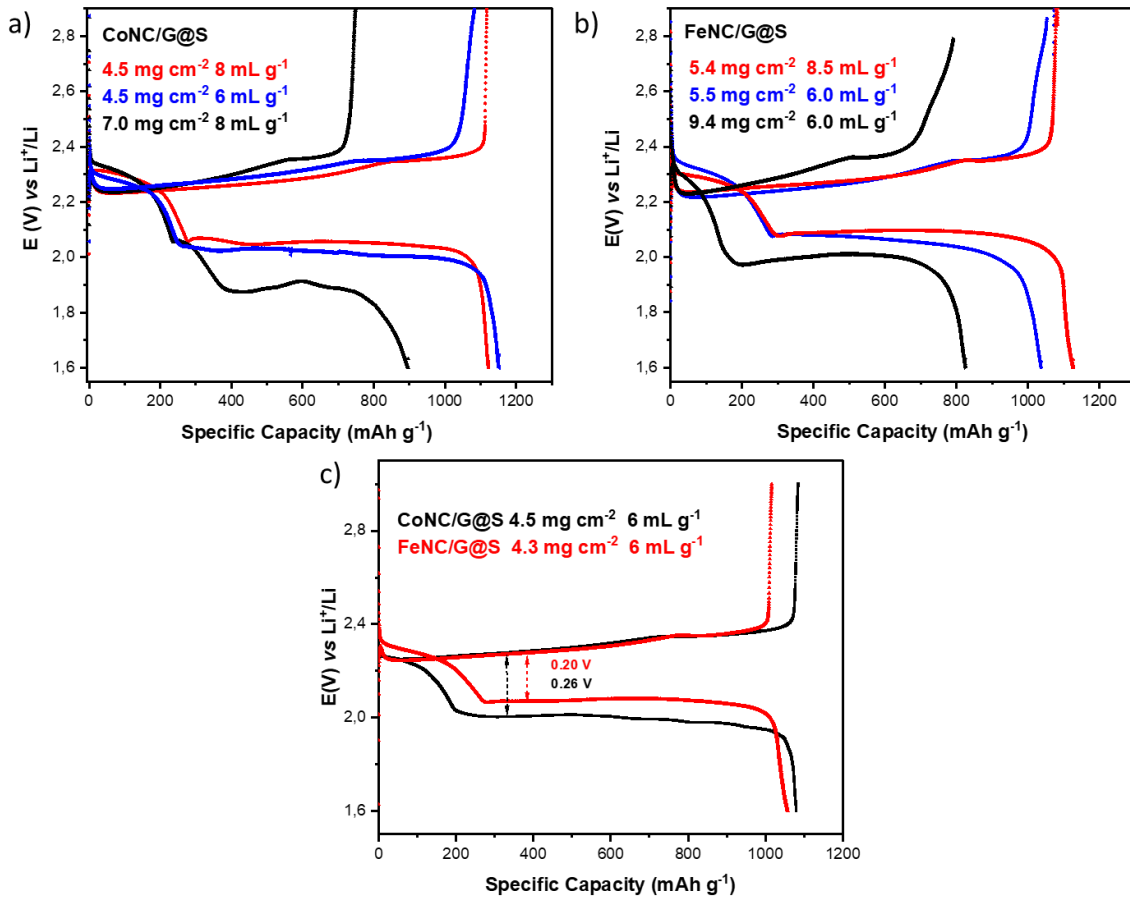 a)
CoNC/G@S
4.5 mg cm⁻² 8 mL g⁻¹
4.5 mg cm⁻² 6 mL g⁻¹
7.0 mg cm⁻² 8 mL g⁻¹
2,8
2,6
2,4
2,2
2,0
1,8
1,6
E (V) vs Li⁺/Li
0 200 400 600 800 1000 1200
Specific Capacity (mAh g⁻¹)
b)
FeNC/G@S
5.4 mg cm⁻² 8.5 mL g⁻¹
5.5 mg cm⁻² 6.0 mL g⁻¹
9.4 mg cm⁻² 6.0 mL g⁻¹
2,8
2,6
2,4
2,2
2,0
1,8
1,6
E(V) vs Li⁺/Li
0 200 400 600 800 1000 1200
Specific Capacity (mAh g⁻¹)
c)
CoNC/G@S 4.5 mg cm⁻² 6 mL g⁻¹
FeNC/G@S 4.3 mg cm⁻² 6 mL g⁻¹
2,8
2,4
2,0
1,6
E(V) vs Li⁺/Li
0.20 V
0.26 V
0 200 400 600 800 1000 1200
Specific Capacity (mAh g⁻¹)